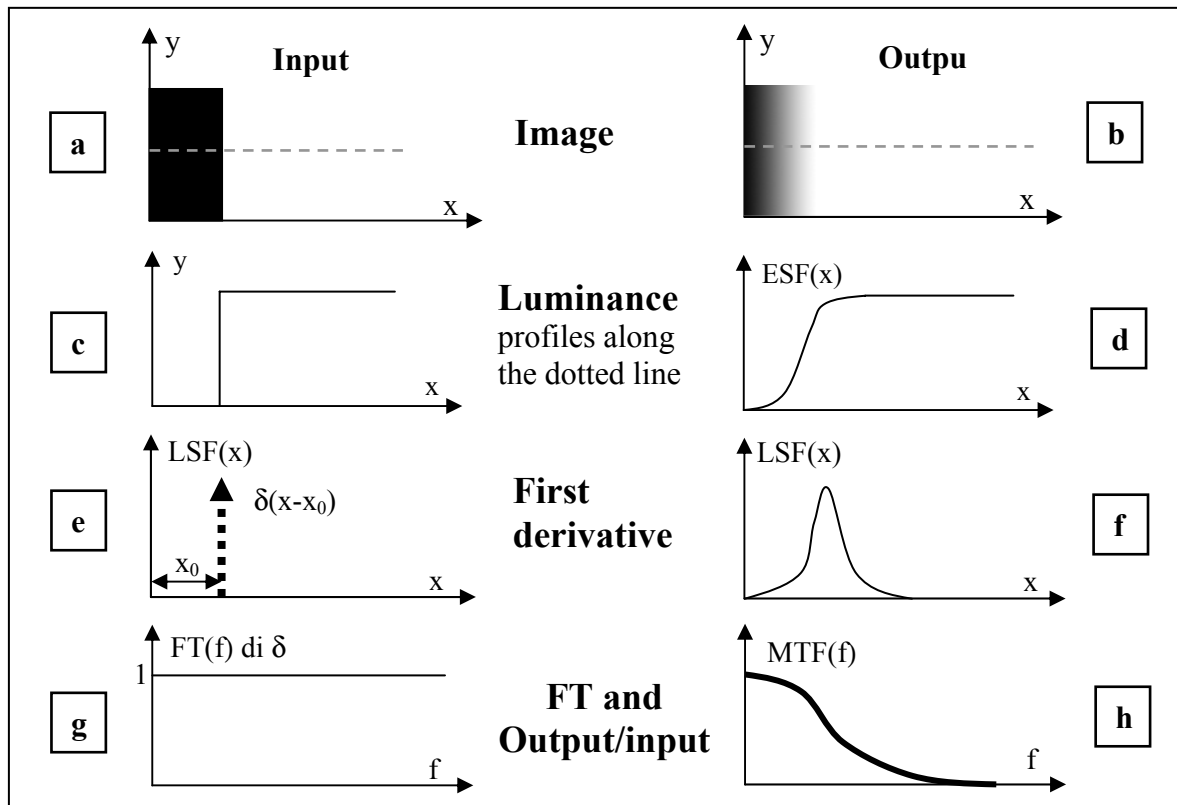 y
Input
a
x
Image
y
Outpu
b
x
y
c
x
Luminance
profiles along
the dotted line
ESF(x)
d
x
LSF(x)
e
δ(x-x₀)
x₀
x
First
derivative
LSF(x)
f
x
FT(f) di δ
1
g
f
FT and
Output/input
MTF(f)
h
f